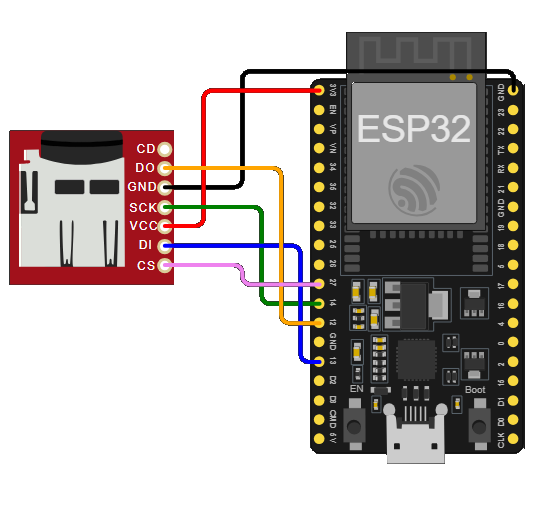 CD
DO
GND
SCK
VCC
DI
CS
ESP32
3V3
EN
VP
VN
34
35
32
33
25
26
27
14
12
GND
13
D2
D3
CMD
5V
GND
23
22
TX
RX
21
GND
19
18
5
17
16
4
0
2
15
D1
D0
CLK
EN
Boot